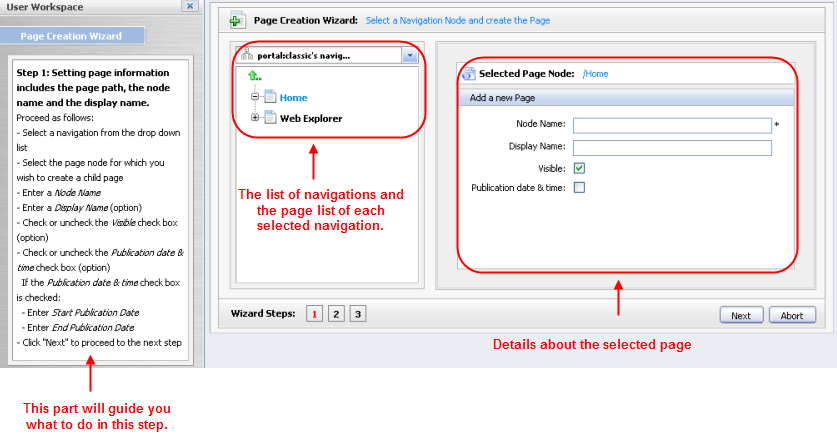 User Workspace
Page Creation Wizard
Step 1: Setting page information
includes the page path, the node
name and the display name.
Proceed as follows:
- Select a navigation from the drop down
list
- Select the page node for which you
wish to create a child page
- Enter a Node Name
- Enter a Display Name (option)
- Check or uncheck the Visible check box
(option)
- Check or uncheck the Publication date &
time check box (option)
If the Publication date & time check box
is checked:
- Enter Start Publication Date
- Enter End Publication Date
- Click "Next" to proceed to the next step
This part will guide you
what to do in this step.
Page Creation Wizard: Select a Navigation Node and create the Page
portal:classic's navig...
Home
Web Explorer
The list of navigations and
the page list of each
selected navigation.
Selected Page Node: /Home
Add a new Page
Node Name: *
Display Name:
Visible:
Publication date & time:
Wizard Steps: 1 2 3
Next Abort
Details about the selected page